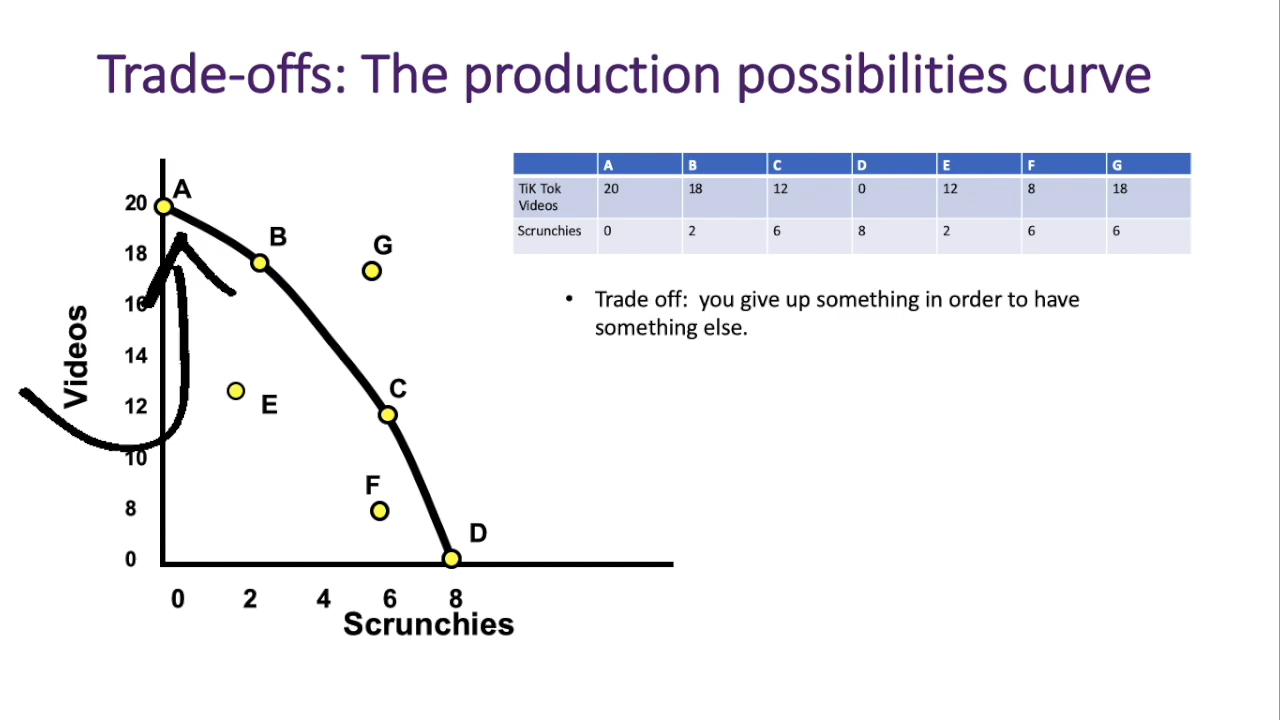 Trade-offs: The production possibilities curve
A B C D E F G
TiK Tok Videos 20 18 12 0 12 8 18
Scrunchies 0 2 6 8 2 6 6
• Trade off: you give up something in order to have
something else.
Videos
20
18
16
14
12
10
8
0
A
B
G
C
E
F
D
0 2 4 6 8
Scrunchies